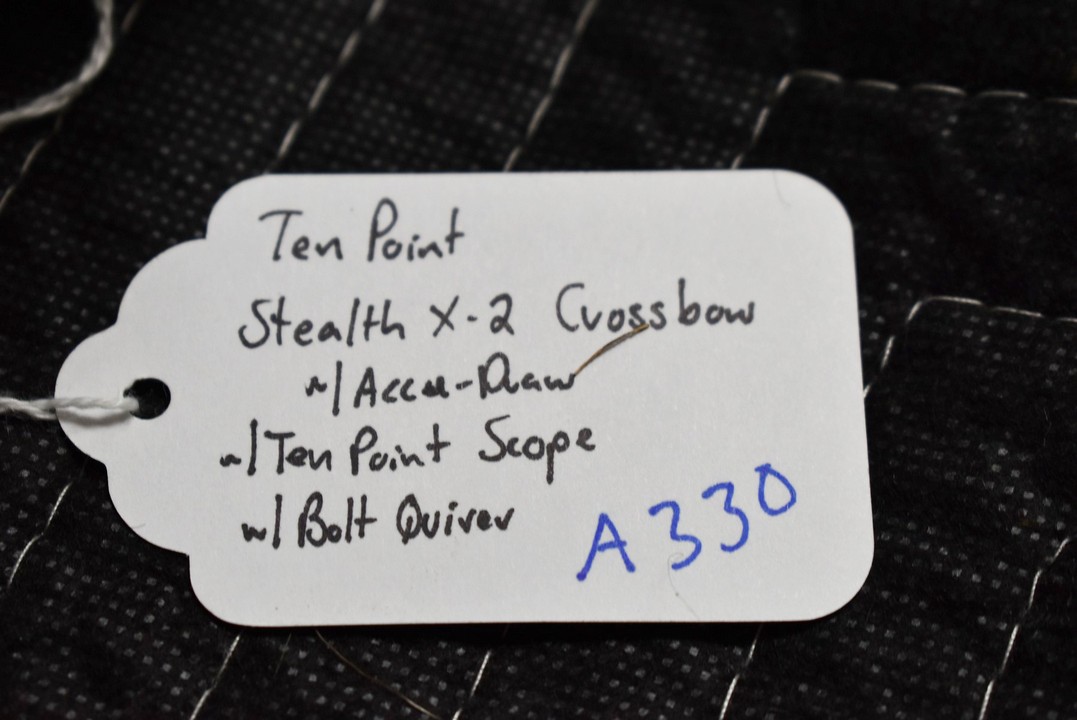 Ten Point
Stealth X-2 Crossbow
w/ Accu-Draw
w/ Ten Point Scope
w/ Bolt Quiver
A330